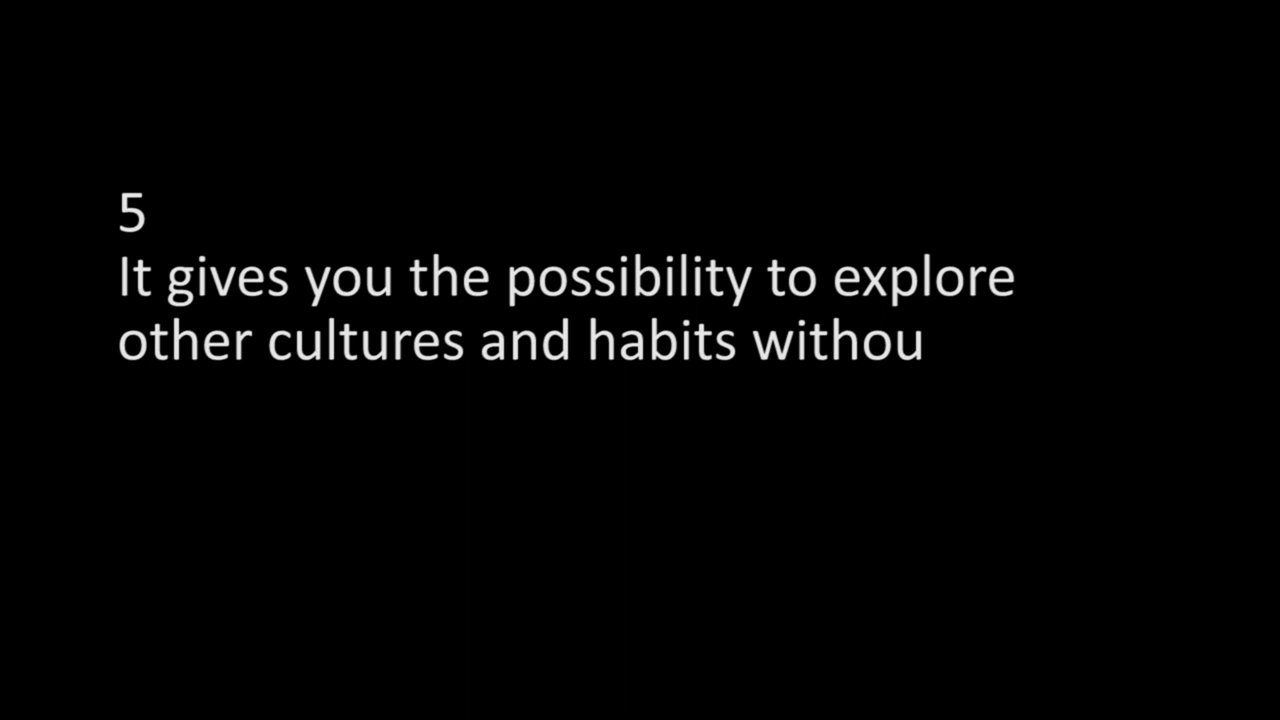 5
It gives you the possibility to explore
other cultures and habits withou